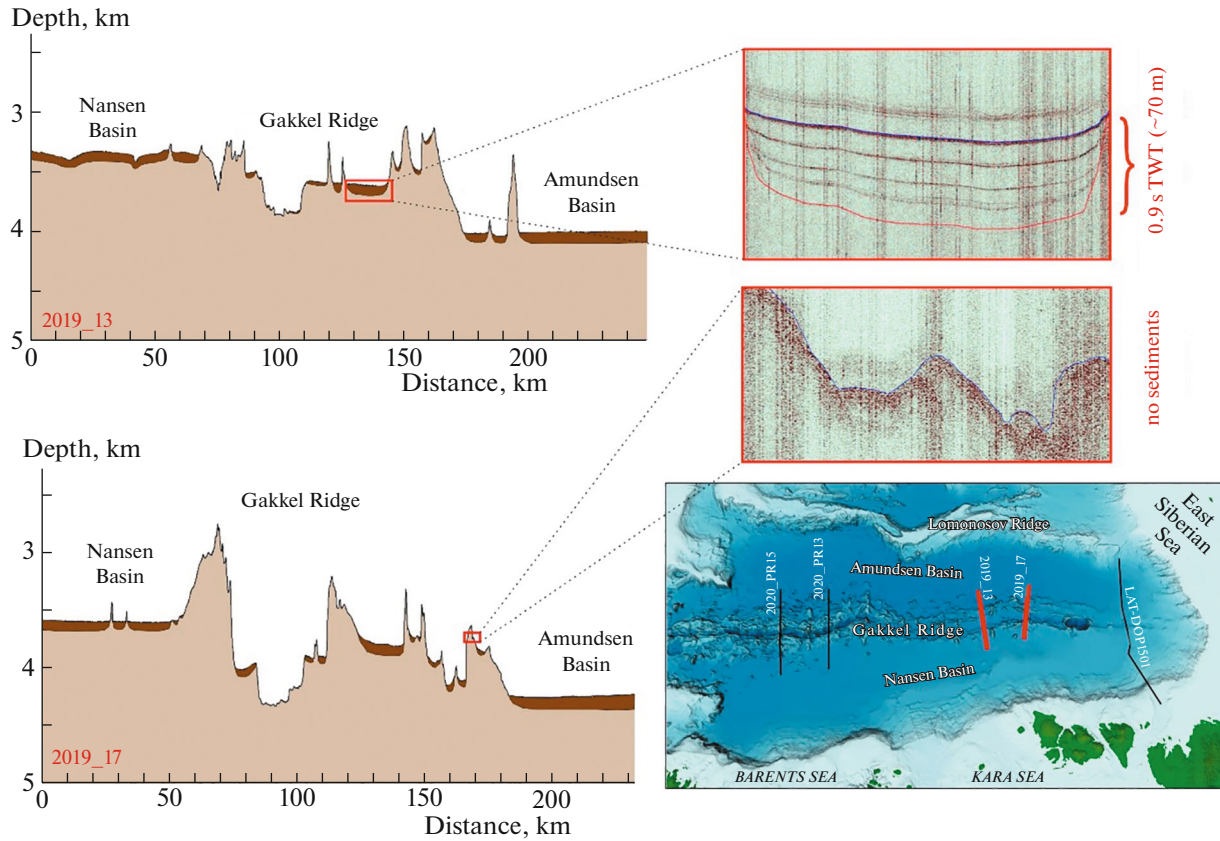 Depth, km
3
4
5
Nansen
Basin
Gakkel Ridge
Amundsen
Basin
2019_13
0
50
100
150
200
Distance, km
0.9 s TWT (~70 m)
no sediments
Depth, km
3
4
5
Gakkel Ridge
Nansen
Basin
Amundsen
Basin
2019_17
0
50
100
150
200
Distance, km
East
Siberian
Sea
Lomonosov Ridge
Amundsen Basin
2020_PR15
2020_PR13
2019_13
2019_17
LAT-DOP1501
Gakkel Ridge
Nansen Basin
BARENTS SEA
KARA SEA